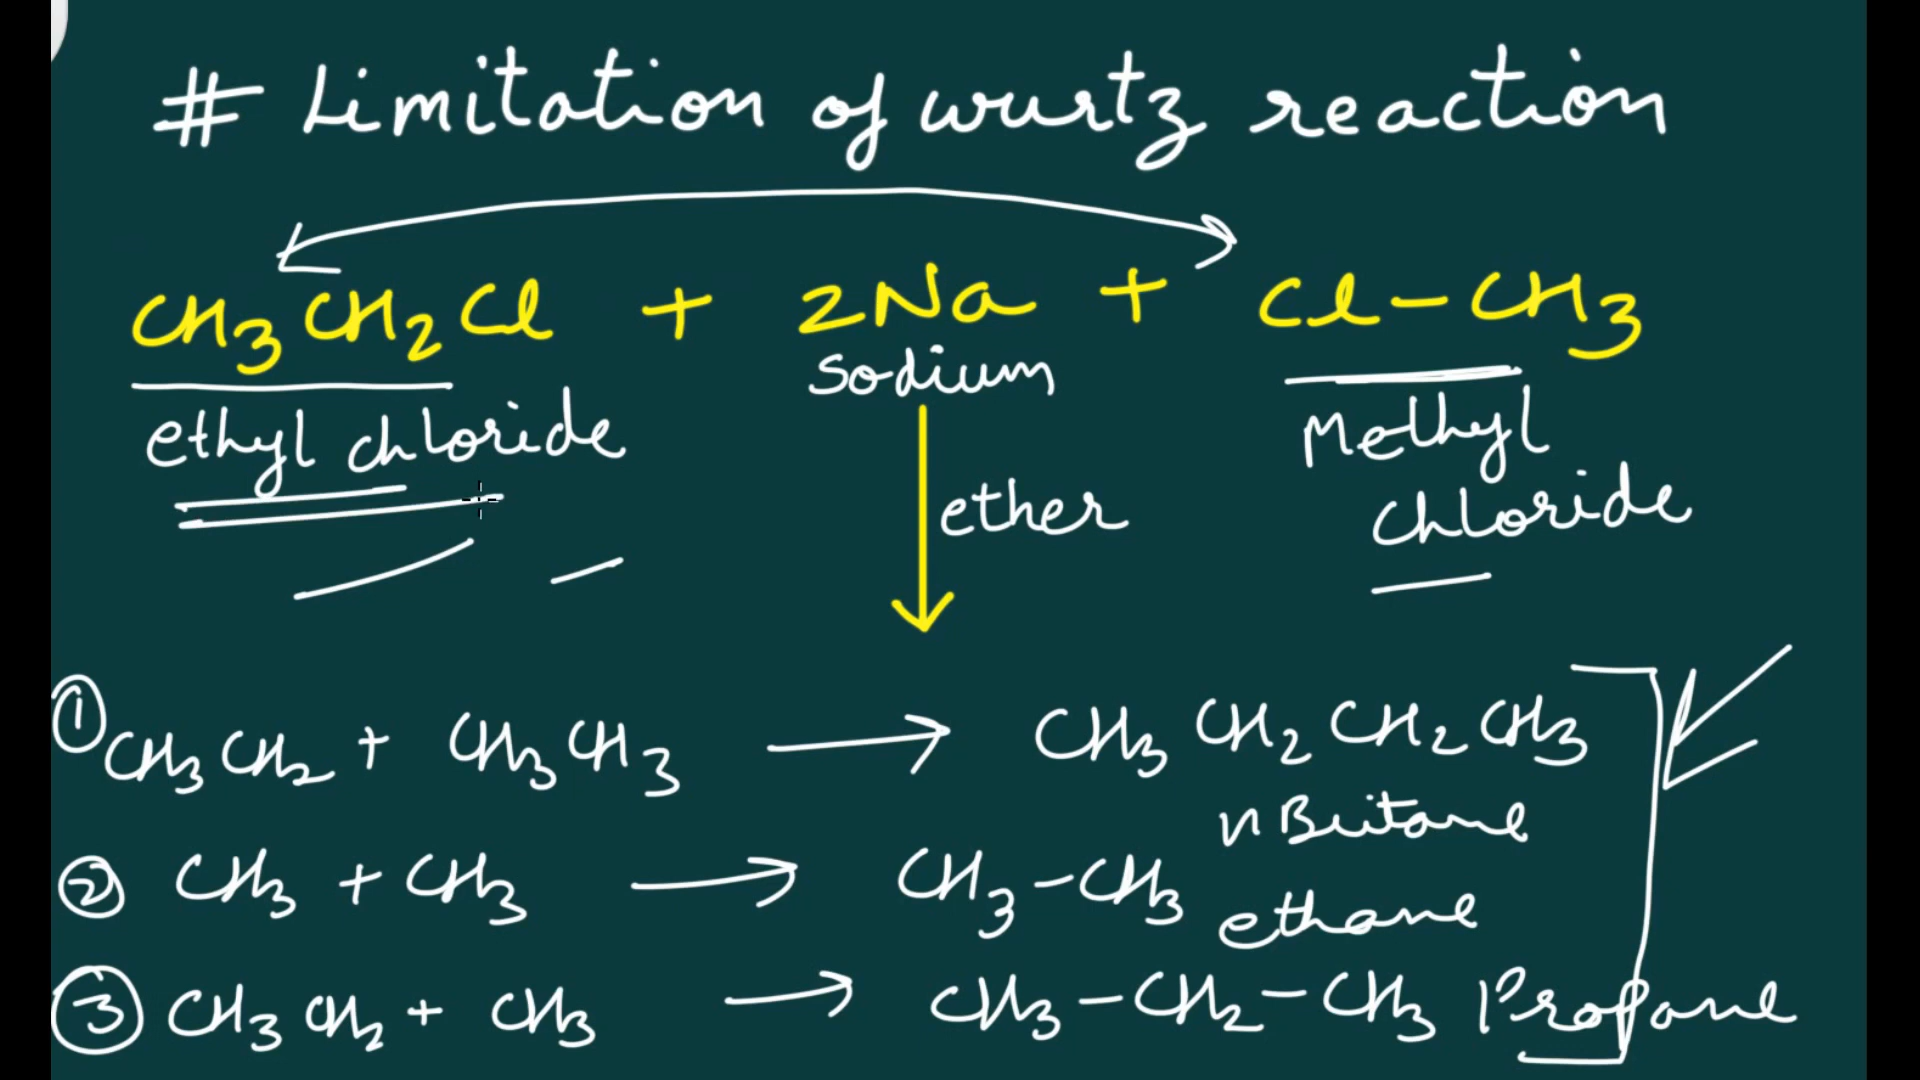 # Limitation of wurtz reaction
CH3CH2Cl + 2Na + Cl-CH3
sodium
ethyl chloride
Methyl
chloride
ether
① CH3CH2 + CH3CH3 → CH3CH2CH2CH3
n Butane
② CH3 + CH3 → CH3-CH3
ethane
③ CH3CH2 + CH3 → CH3-CH2-CH3 Propane